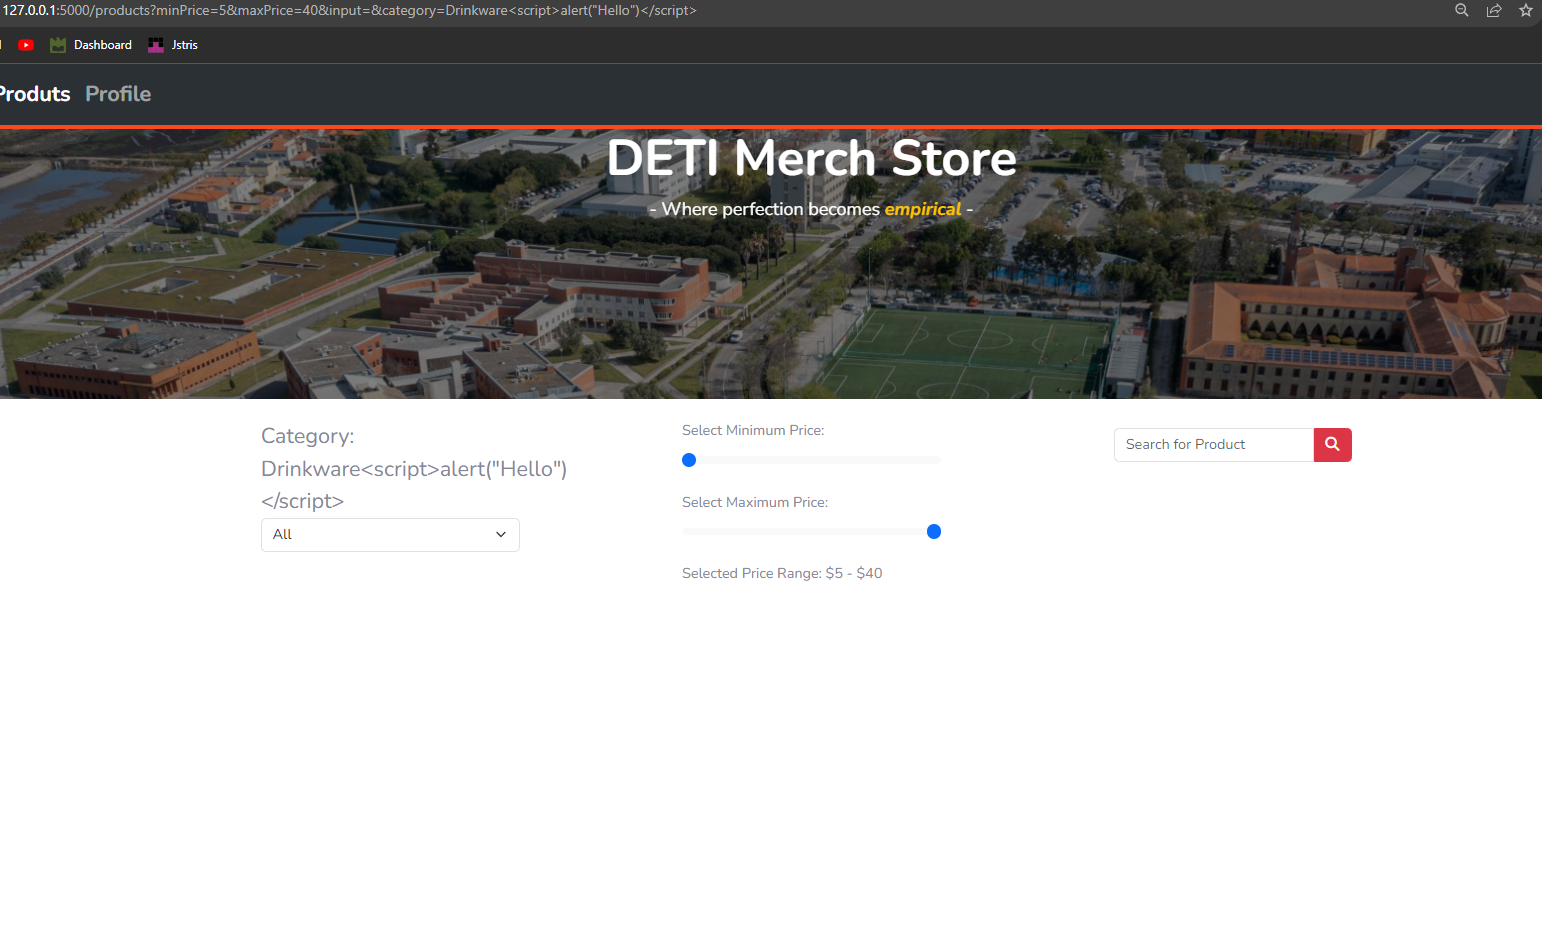 127.0.0.1:5000/products?minPrice=5&maxPrice=40&input=&category=Drinkware<script>alert("Hello")</script>
Dashboard Jstris
Produts Profile
DETI Merch Store
- Where perfection becomes empirical -
Category:
Drinkware<script>alert("Hello")
</script>
All
Select Minimum Price:
Select Maximum Price:
Selected Price Range: $5 - $40
Search for Product